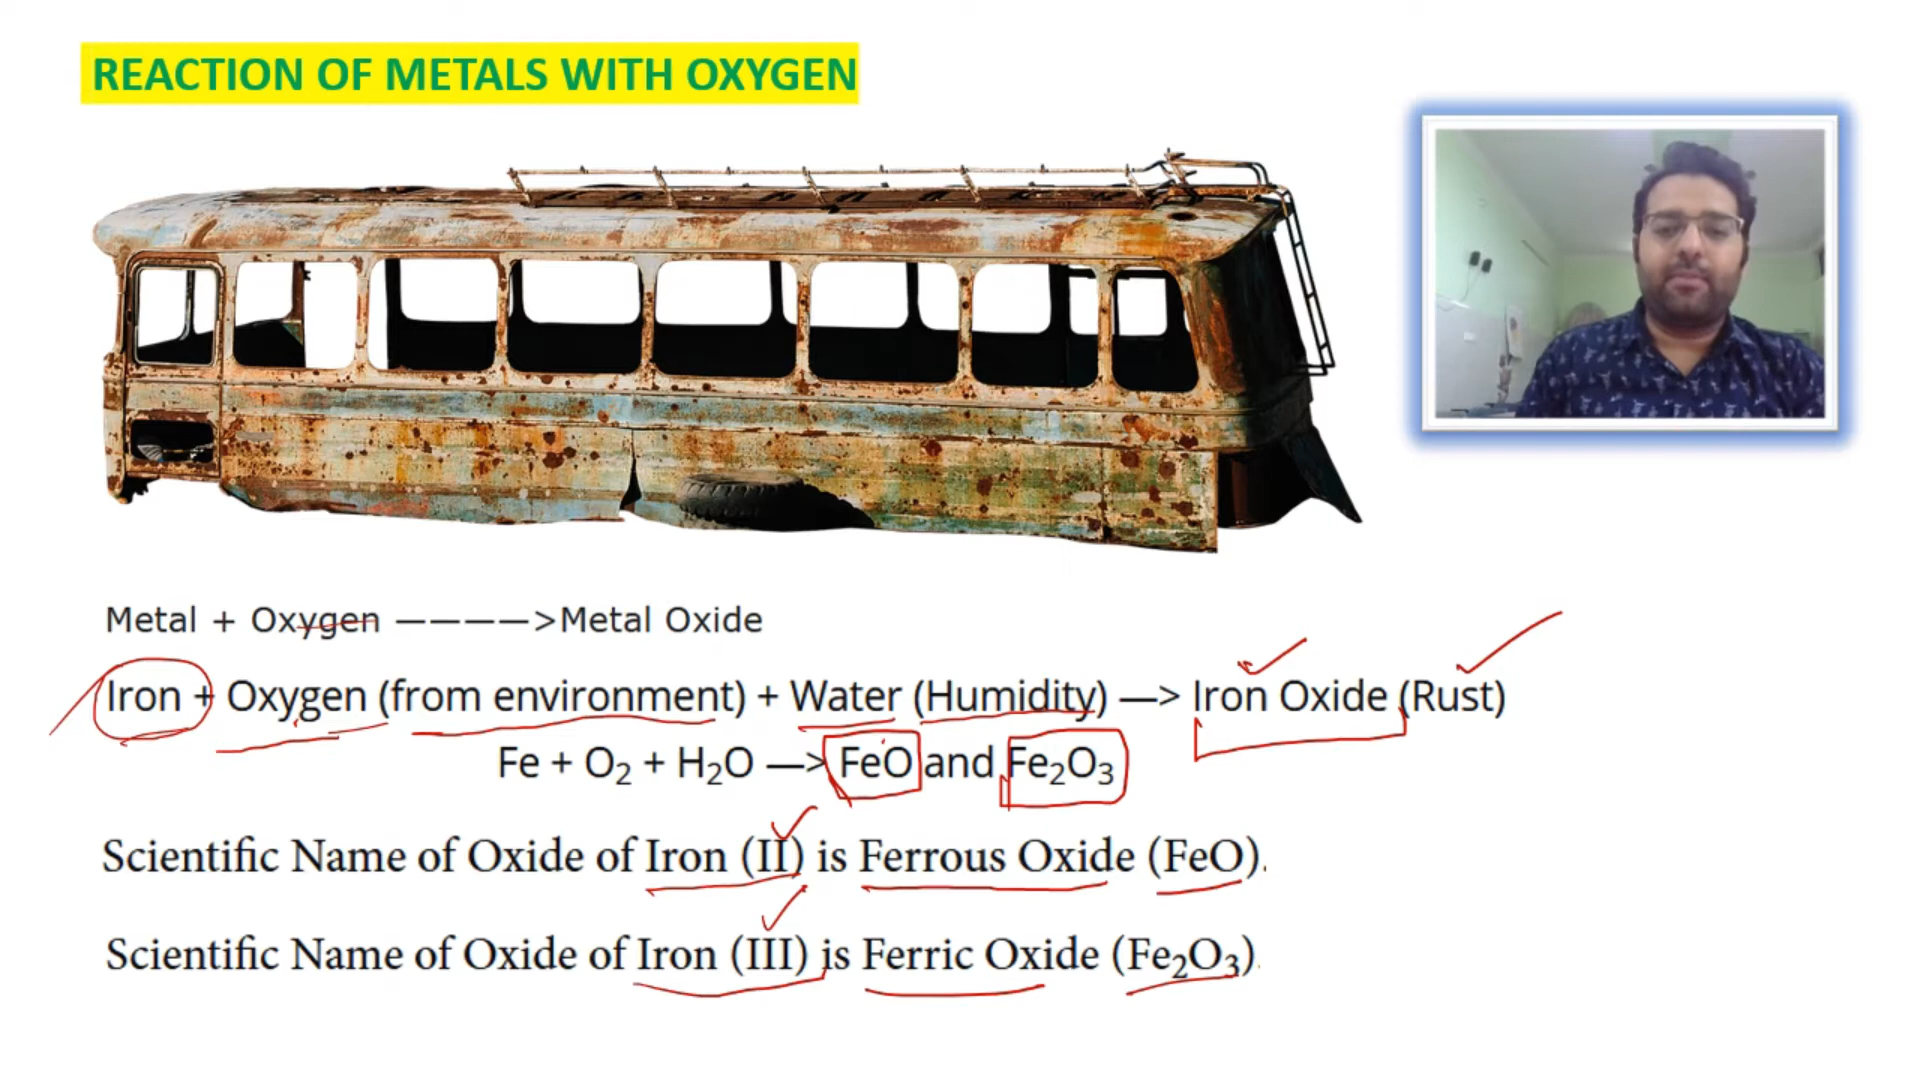 REACTION OF METALS WITH OXYGEN
Metal + Oxygen ————>Metal Oxide
Iron + Oxygen (from environment) + Water (Humidity) —> Iron Oxide (Rust)
Fe + O₂ + H₂O —> FeO and Fe₂O₃
Scientific Name of Oxide of Iron (II) is Ferrous Oxide (FeO).
Scientific Name of Oxide of Iron (III) is Ferric Oxide (Fe₂O₃).